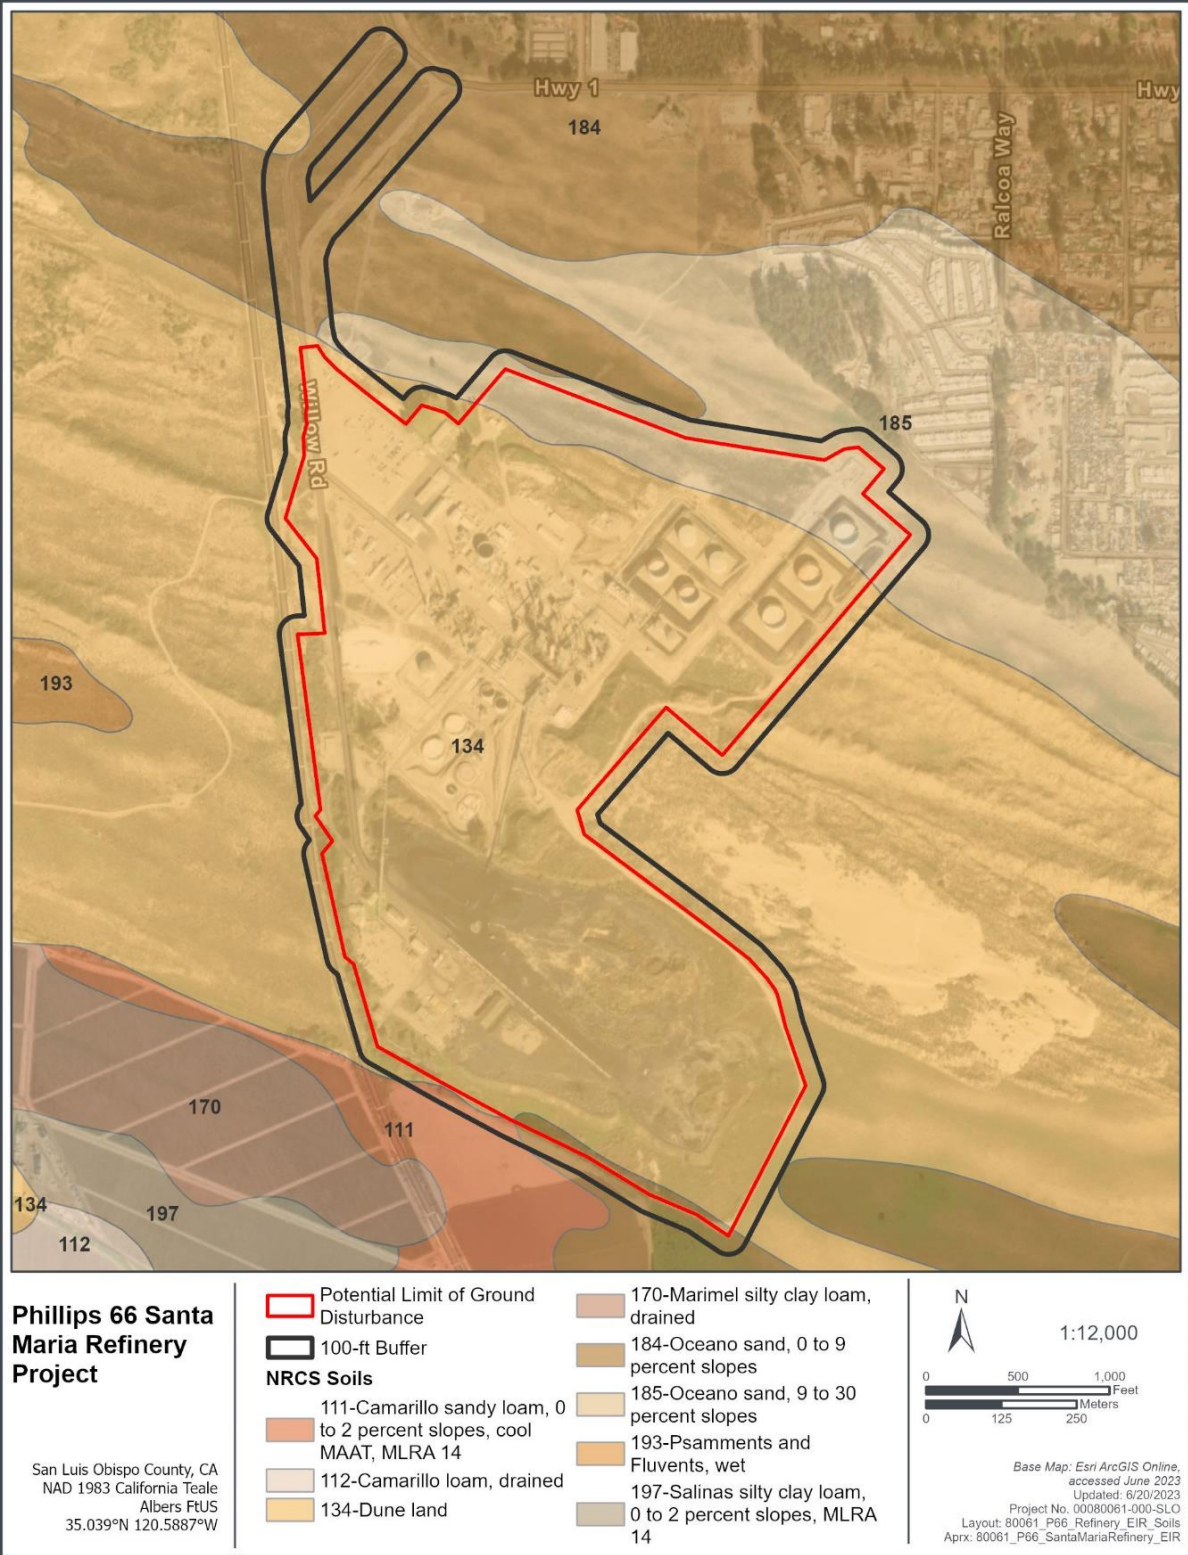 Hwy 1
Hwy
184
Ralcoa Way
Willow Rd
185
193
134
170
111
134
197
112
Phillips 66 Santa
Maria Refinery
Project
San Luis Obispo County, CA
NAD 1983 California Teale
Albers FtUS
35.039°N 120.5887°W
Potential Limit of Ground
Disturbance
100-ft Buffer
NRCS Soils
111-Camarillo sandy loam, 0
to 2 percent slopes, cool
MAAT, MLRA 14
112-Camarillo loam, drained
134-Dune land
170-Marimel silty clay loam,
drained
184-Oceano sand, 0 to 9
percent slopes
185-Oceano sand, 9 to 30
percent slopes
193-Psamments and
Fluvents, wet
197-Salinas silty clay loam,
0 to 2 percent slopes, MLRA
14
N
1:12,000
0 500 1,000
Feet
Meters
0 125 250
Base Map: Esri ArcGIS Online,
accessed June 2023
Updated: 6/20/2023
Project No. 00080061-000-SLO
Layout: 80061_P66_Refinery_EIR_Soils
Aprx: 80061_P66_SantaMariaRefinery_EIR